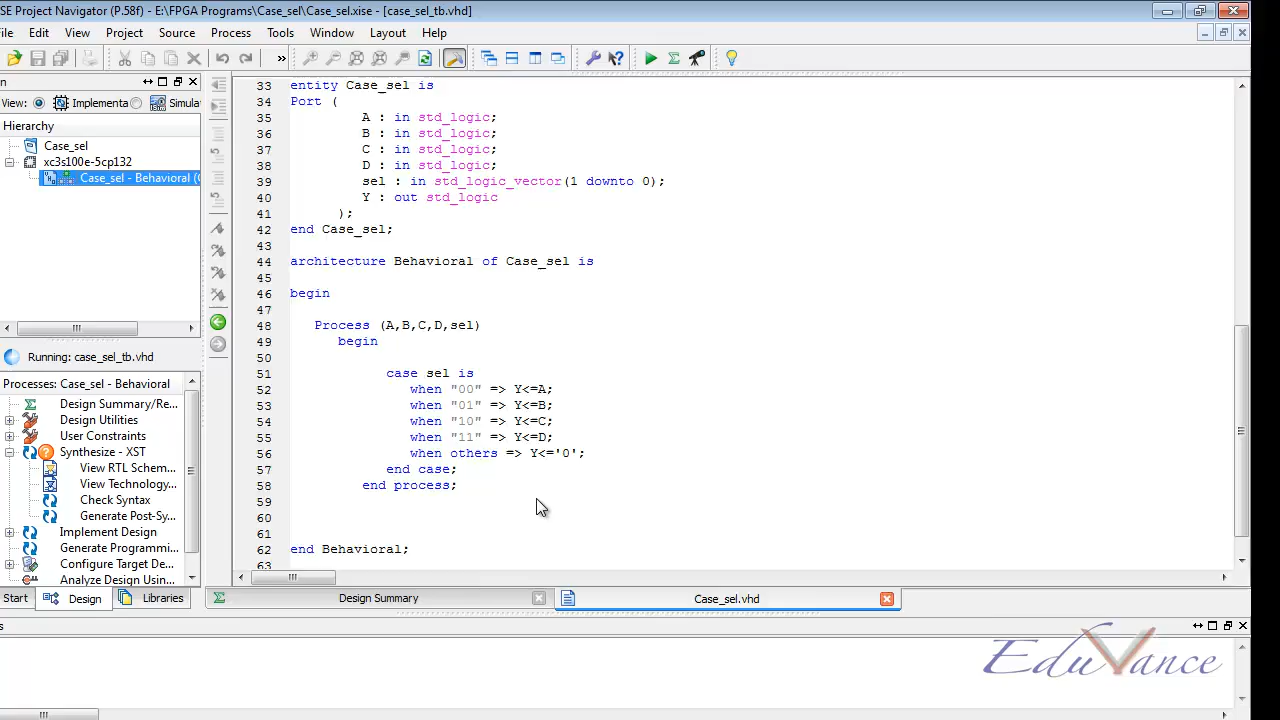 SE Project Navigator (P.58f) - E:\FPGA Programs\Case_sel\Case_sel.xise - [case_sel_tb.vhd]
ile Edit View Project Source Process Tools Window Layout Help
»
n
View: Implementa Simula
Hierarchy
Case_sel
xc3s100e-5cp132
Case_sel - Behavioral (C
Running: case_sel_tb.vhd
Processes: Case_sel - Behavioral
Design Summary/Re...
Design Utilities
User Constraints
Synthesize - XST
View RTL Schem...
View Technology...
Check Syntax
Generate Post-Sy...
Implement Design
Generate Programmi...
Configure Target De...
Analyze Design Usin...
Start Design Libraries
33 entity Case_sel is
34 Port (
35 A : in std_logic;
36 B : in std_logic;
37 C : in std_logic;
38 D : in std_logic;
39 sel : in std_logic_vector(1 downto 0);
40 Y : out std_logic
41 );
42 end Case_sel;
43
44 architecture Behavioral of Case_sel is
45
46 begin
47
48 Process (A,B,C,D,sel)
49 begin
50
51 case sel is
52 when "00" => Y<=A;
53 when "01" => Y<=B;
54 when "10" => Y<=C;
55 when "11" => Y<=D;
56 when others => Y<='0';
57 end case;
58 end process;
59
60
61
62 end Behavioral;
63
Design Summary Case_sel.vhd
s
EduVance